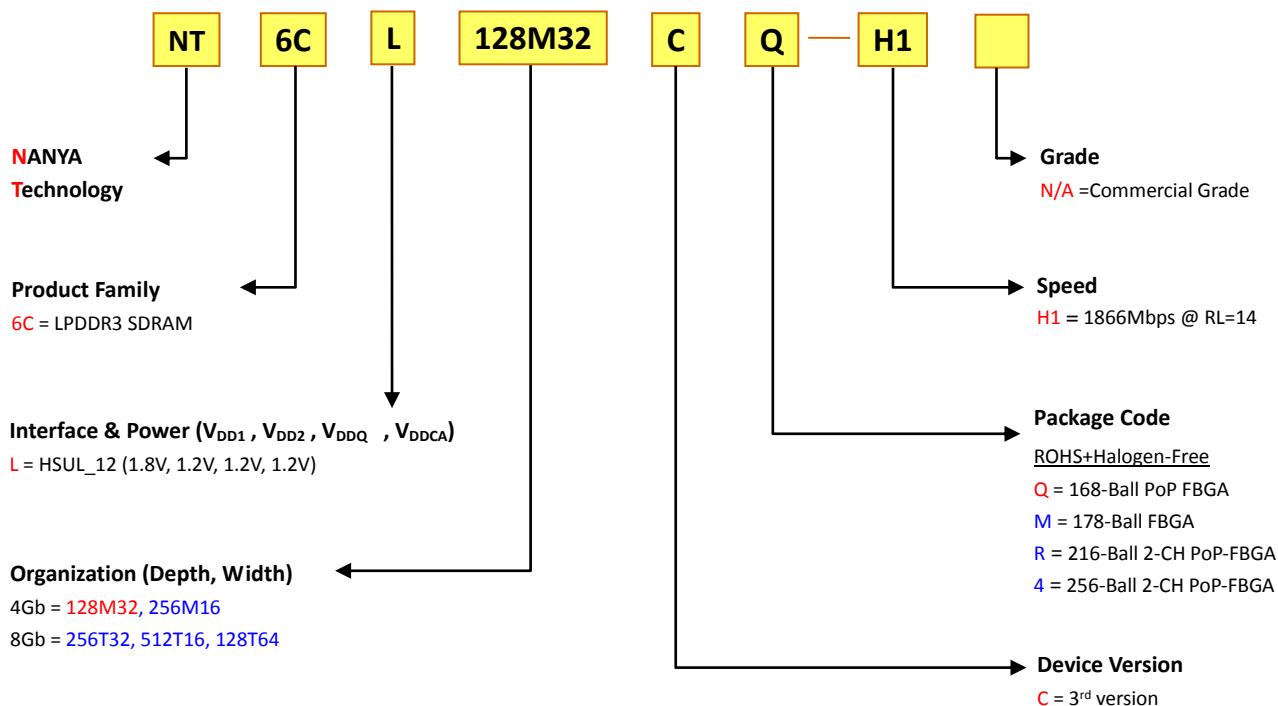 NT 6C L 128M32 C Q — H1
NANYA
Technology
Product Family
6C = LPDDR3 SDRAM
Interface & Power (VDD1 , VDD2 , VDDQ , VDDCA)
L = HSUL_12 (1.8V, 1.2V, 1.2V, 1.2V)
Organization (Depth, Width)
4Gb = 128M32, 256M16
8Gb = 256T32, 512T16, 128T64
Grade
N/A =Commercial Grade
Speed
H1 = 1866Mbps @ RL=14
Package Code
ROHS+Halogen-Free
Q = 168-Ball PoP FBGA
M = 178-Ball FBGA
R = 216-Ball 2-CH PoP-FBGA
4 = 256-Ball 2-CH PoP-FBGA
Device Version
C = 3rd version